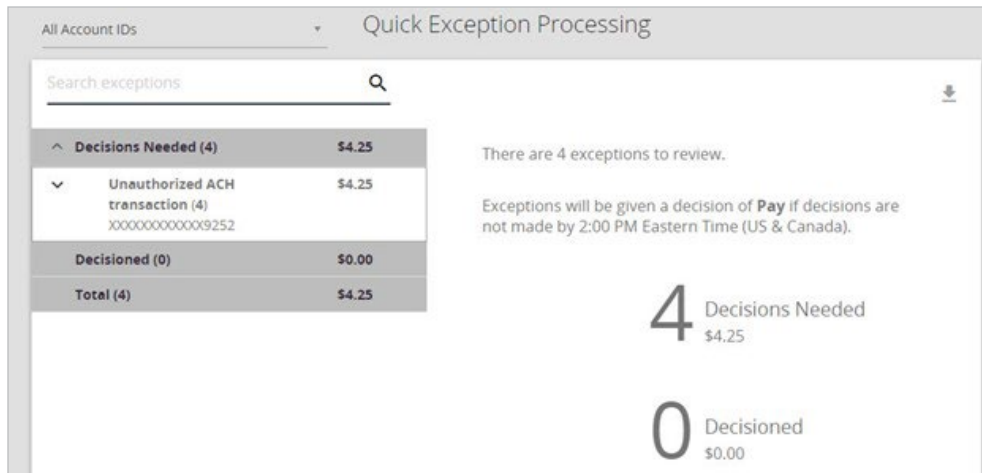 All Account IDs
Quick Exception Processing
Search exceptions
Decisions Needed (4) $4.25
Unauthorized ACH $4.25
transaction (4)
XXXXXXXXXXXX9252
Decisioned (0) $0.00
Total (4) $4.25
There are 4 exceptions to review.
Exceptions will be given a decision of Pay if decisions are
not made by 2:00 PM Eastern Time (US & Canada).
4 Decisions Needed
$4.25
0 Decisioned
$0.00